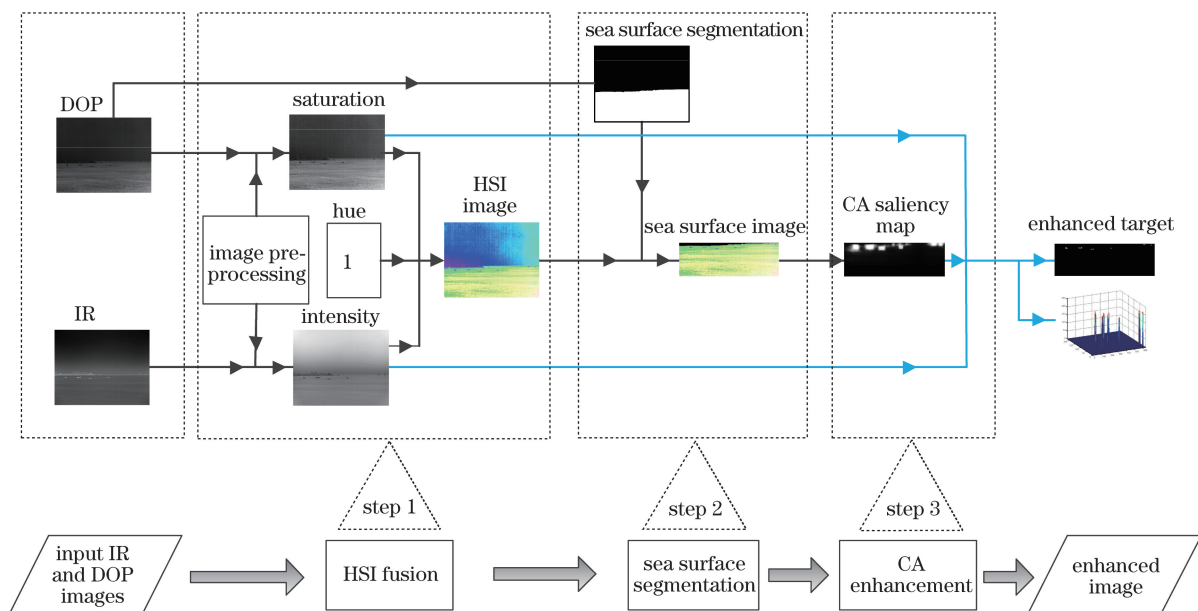 sea surface segmentation
DOP
saturation
HSI
image
hue
1
image pre-
processing
sea surface image
CA saliency
map
enhanced target
IR
intensity
step 1
step 2
step 3
input IR
and DOP
images
HSI fusion
sea surface
segmentation
CA
enhancement
enhanced
image